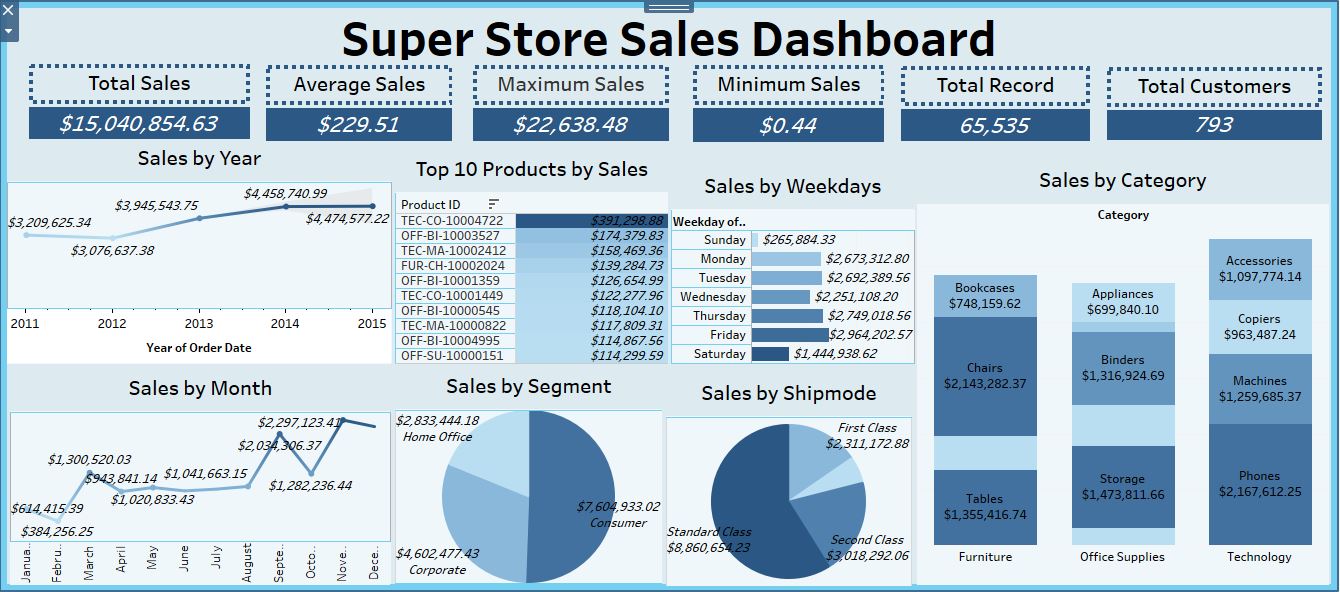 Super Store Sales Dashboard
Total Sales
$15,040,854.63
Average Sales
$229.51
Maximum Sales
$22,638.48
Minimum Sales
$0.44
Total Record
65,535
Total Customers
793
Sales by Year
$3,209,625.34
$3,076,637.38
$3,945,543.75
$4,458,740.99
$4,474,577.22
2011 2012 2013 2014 2015
Year of Order Date
Top 10 Products by Sales
Product ID
TEC-CO-10004722 $391,298.88
OFF-BI-10003527 $174,379.83
TEC-MA-10002412 $158,469.36
FUR-CH-10002024 $139,284.73
OFF-BI-10001359 $126,654.99
TEC-CO-10001449 $122,277.96
OFF-BI-10000545 $118,104.10
TEC-MA-10000822 $117,809.31
OFF-BI-10004995 $114,867.56
OFF-SU-10000151 $114,299.59
Sales by Weekdays
Weekday of..
Sunday $265,884.33
Monday $2,673,312.80
Tuesday $2,692,389.56
Wednesday $2,251,108.20
Thursday $2,749,018.56
Friday $2,964,202.57
Saturday $1,444,938.62
Sales by Category
Category
Bookcases
$748,159.62
Chairs
$2,143,282.37
Tables
$1,355,416.74
Furniture
Appliances
$699,840.10
Binders
$1,316,924.69
Storage
$1,473,811.66
Office Supplies
Accessories
$1,097,774.14
Copiers
$963,487.24
Machines
$1,259,685.37
Phones
$2,167,612.25
Technology
Sales by Month
$614,415.39
$384,256.25
$1,300,520.03
$943,841.14
$1,020,833.43
$1,041,663.15
$2,034,306.37
$2,297,123.41
$1,282,236.44
Janua..
Febru..
March
April
May
June
July
August
Septe..
Octo..
Nove..
Dece..
Sales by Segment
$2,833,444.18
Home Office
$7,604,933.02
Consumer
$4,602,477.43
Corporate
Sales by Shipmode
First Class
$2,311,172.88
Standard Class
$8,860,654.23
Second Class
$3,018,292.06